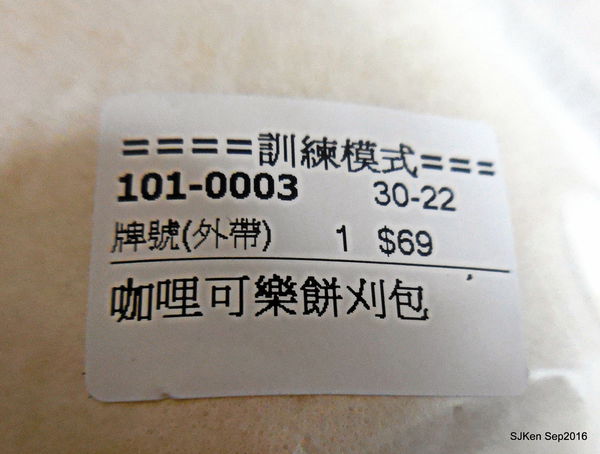 ====訓練模式===
101-0003 30-22
牌號(外帶) 1 $69
咖哩可樂餅刈包
SJKen Sep2016